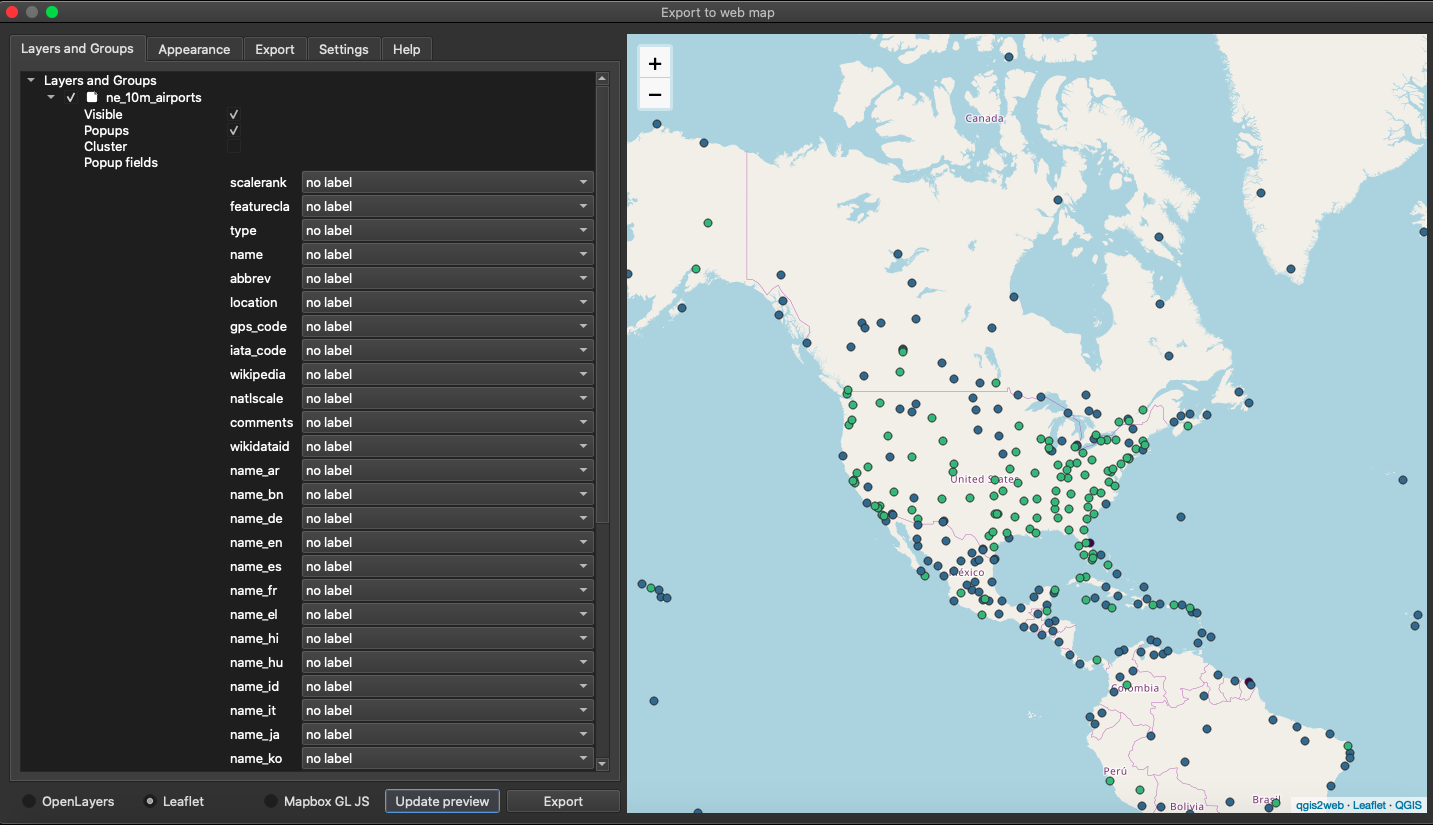 Export to web map
Layers and Groups
Appearance
Export
Settings
Help
Layers and Groups
ne_10m_airports
Visible
Popups
Cluster
Popup fields
scalerank no label
featurecla no label
type no label
name no label
abbrev no label
location no label
gps_code no label
iata_code no label
wikipedia no label
natlscale no label
comments no label
wikidataid no label
name_ar no label
name_bn no label
name_de no label
name_en no label
name_es no label
name_fr no label
name_el no label
name_hi no label
name_hu no label
name_id no label
name_it no label
name_ja no label
name_ko no label
OpenLayers
Leaflet
Mapbox GL JS
Update preview
Export
+
−
Canada
United States
México
Colombia
Perú
Bolivia
Brasil
qgis2web · Leaflet · QGIS